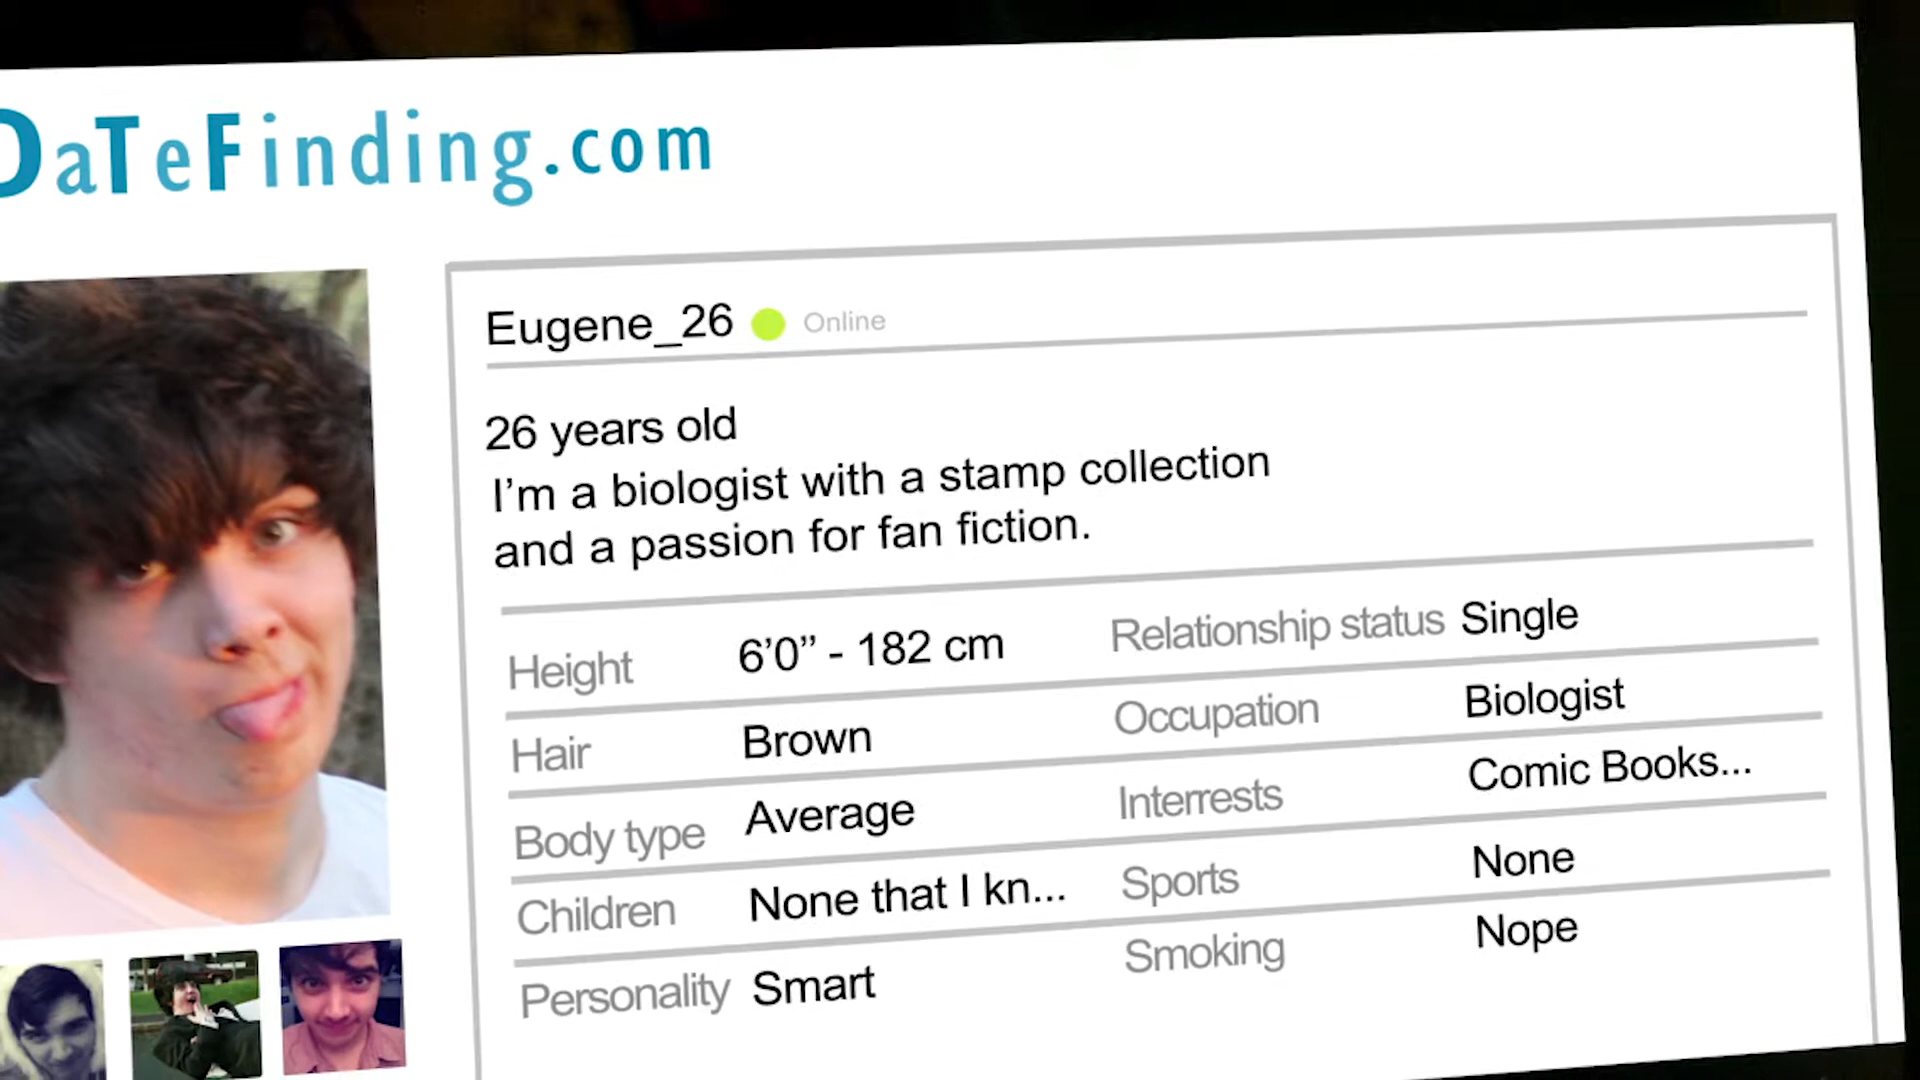 DaTeFinding.com
Eugene_26 Online
26 years old
I'm a biologist with a stamp collection
and a passion for fan fiction.
Height 6'0” - 182 cm Relationship status Single
Hair Brown Occupation Biologist
Body type Average Interrests Comic Books...
Children None that I kn... Sports None
Personality Smart Smoking Nope